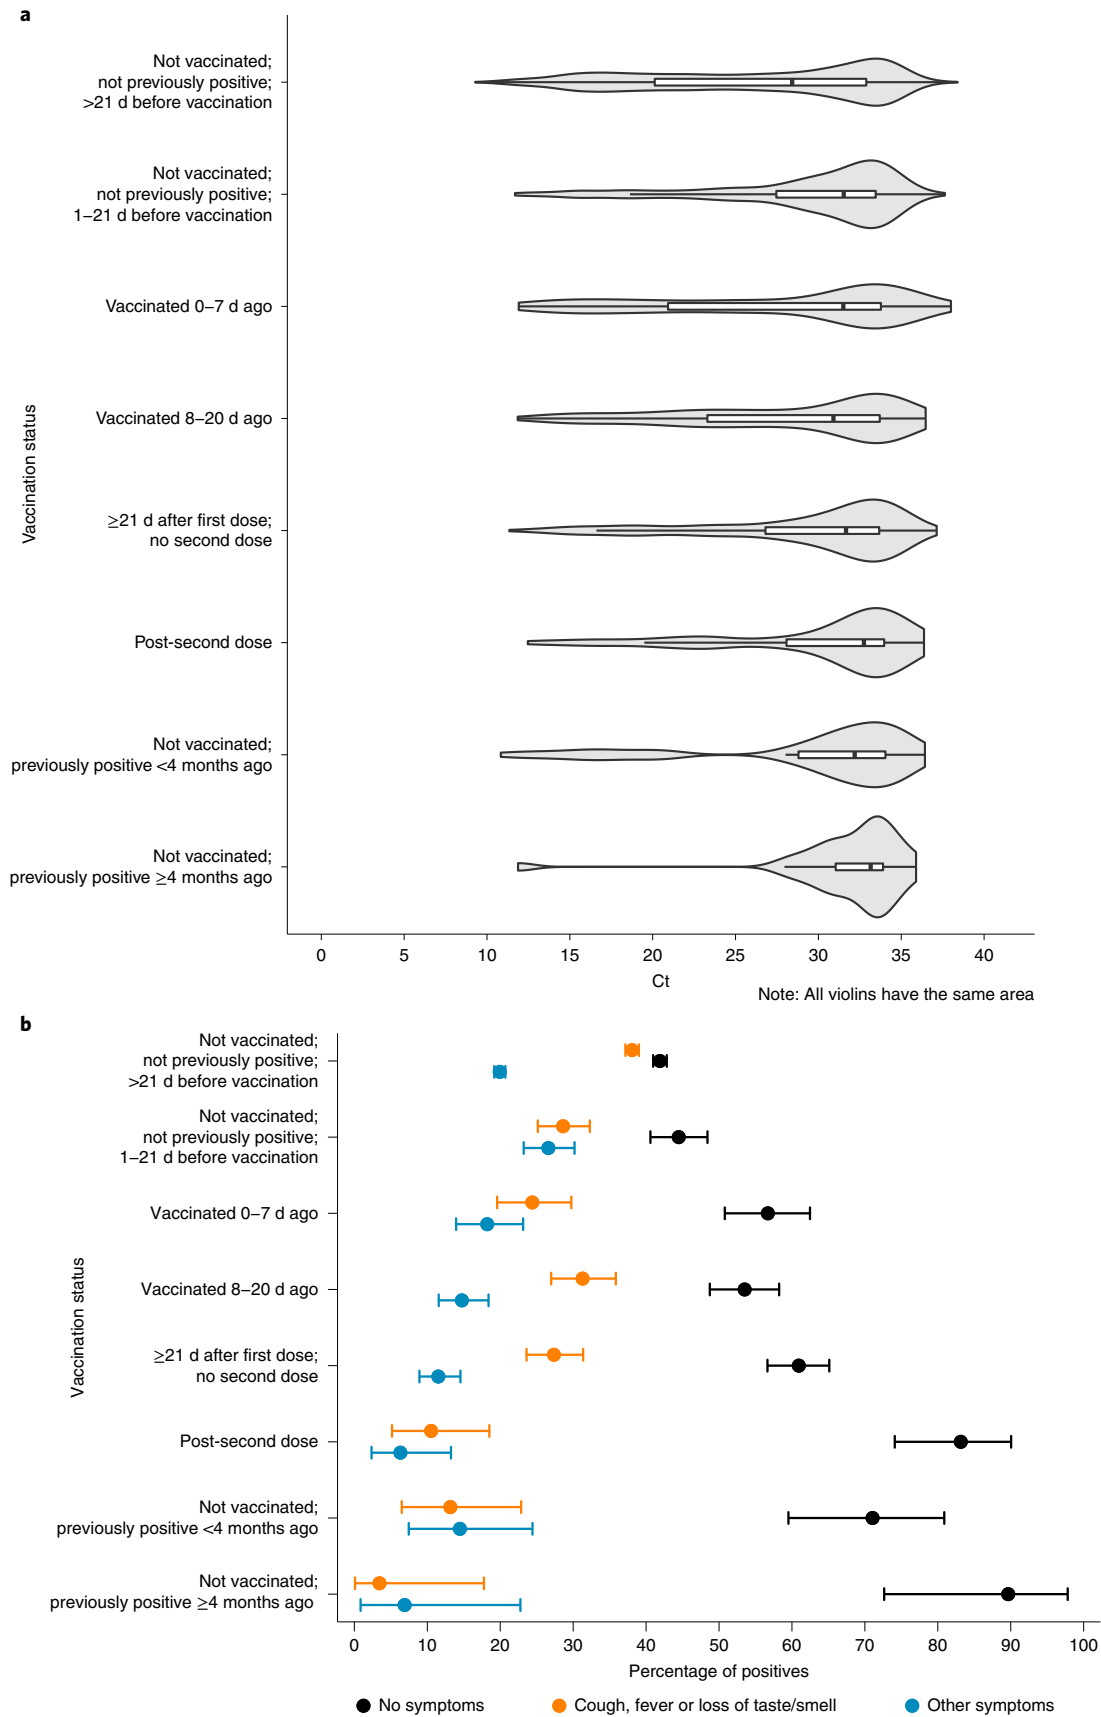 a
Not vaccinated;
not previously positive;
>21 d before vaccination
Not vaccinated;
not previously positive;
1–21 d before vaccination
Vaccinated 0–7 d ago
Vaccinated 8–20 d ago
≥21 d after first dose;
no second dose
Post-second dose
Not vaccinated;
previously positive <4 months ago
Not vaccinated;
previously positive ≥4 months ago
Vaccination status
0 5 10 15 20 25 30 35 40
Ct
Note: All violins have the same area
b
Not vaccinated;
not previously positive;
>21 d before vaccination
Not vaccinated;
not previously positive;
1–21 d before vaccination
Vaccinated 0–7 d ago
Vaccinated 8–20 d ago
≥21 d after first dose;
no second dose
Post-second dose
Not vaccinated;
previously positive <4 months ago
Not vaccinated;
previously positive ≥4 months ago
Vaccination status
0 10 20 30 40 50 60 70 80 90 100
Percentage of positives
No symptoms Cough, fever or loss of taste/smell Other symptoms